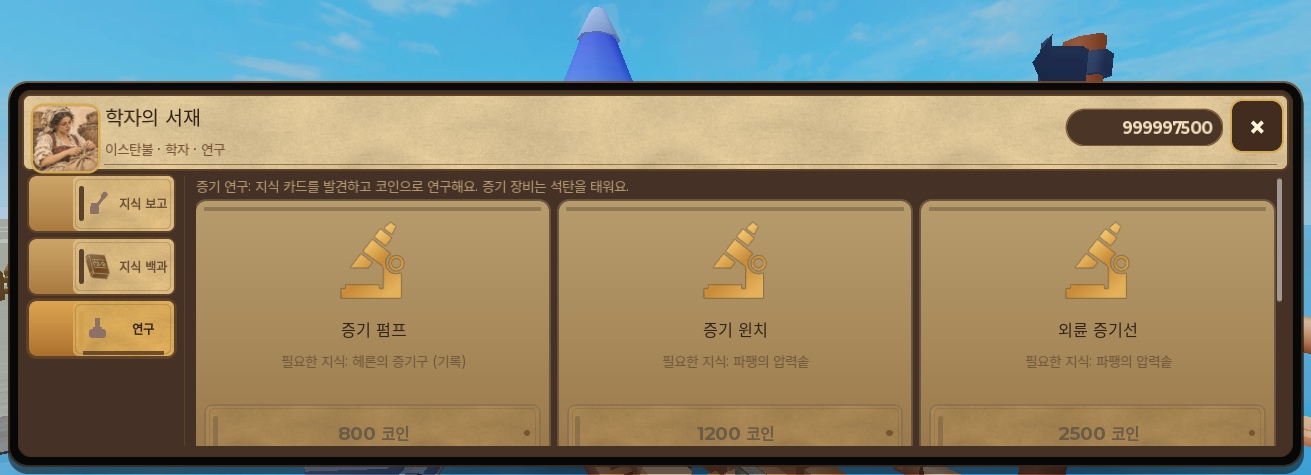 학자의 서재
이스탄불 · 학자 · 연구
999997500
×
지식 보고
지식 백과
연구
증기 연구: 지식 카드를 발견하고 코인으로 연구해요. 증기 장비는 석탄을 태워요.
증기 펌프
필요한 지식: 헤론의 증기구 (기록)
800 코인
증기 윈치
필요한 지식: 파팽의 압력솥
1200 코인
외륜 증기선
필요한 지식: 파팽의 압력솥
2500 코인